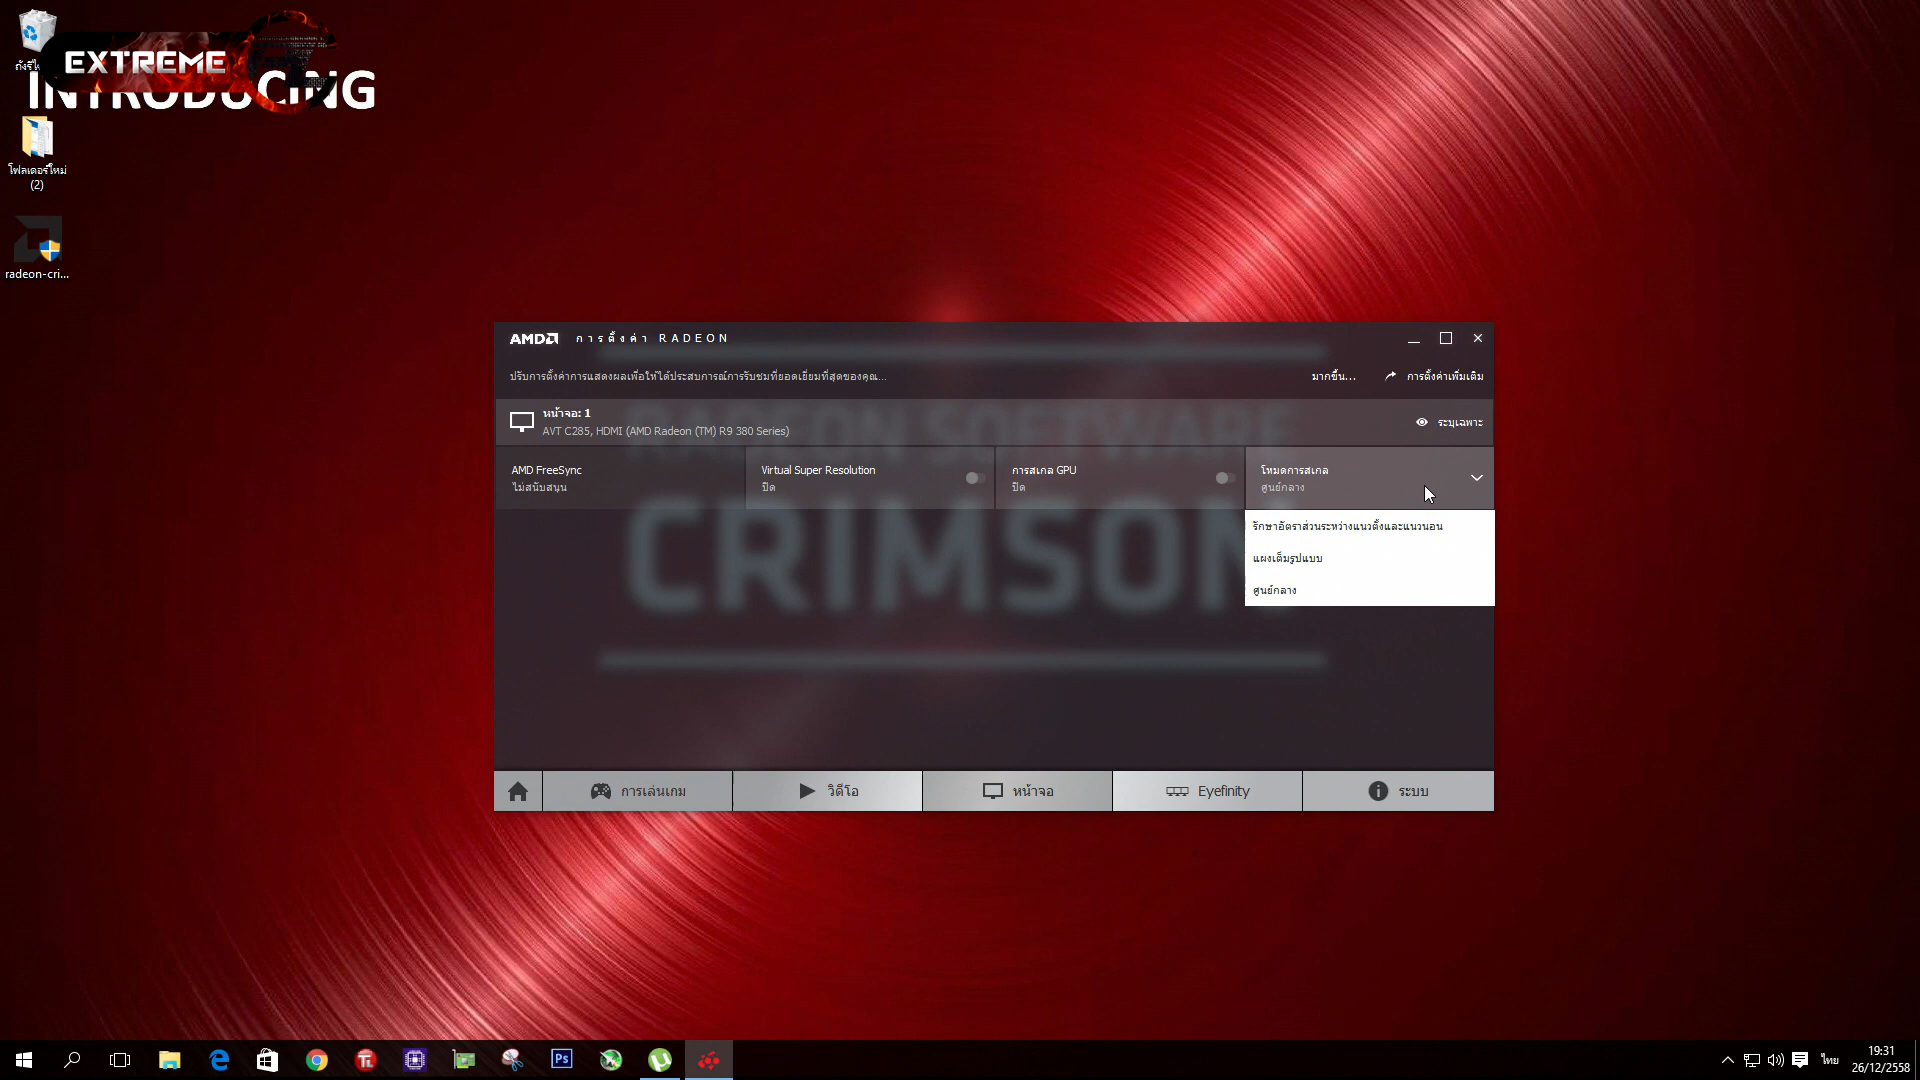 EXTREME
INTRODUCING
โฟลเดอร์ใหม่
(2)
radeon-cri...
AMD การตั้งค่า RADEON
ปรับการตั้งค่าการแสดงผลเพื่อให้ได้ประสบการณ์การรับชมที่ยอดเยี่ยมที่สุดของคุณ...
มากขึ้น...
การตั้งค่าเพิ่มเติม
หน้าจอ: 1
AVT C285, HDMI (AMD Radeon (TM) R9 380 Series)
ระบุเฉพาะ
RADEON SOFTWARE
CRIMSON
AMD FreeSync
ไม่สนับสนุน
Virtual Super Resolution
ปิด
การสเกล GPU
ปิด
โหมดการสเกล
ศูนย์กลาง
รักษาอัตราส่วนระหว่างแนวตั้งและแนวนอน
แผงเต็มรูปแบบ
ศูนย์กลาง
การเล่นเกม
วิดีโอ
หน้าจอ
Eyefinity
ระบบ
Ps
ไทย
19:31
26/12/2558